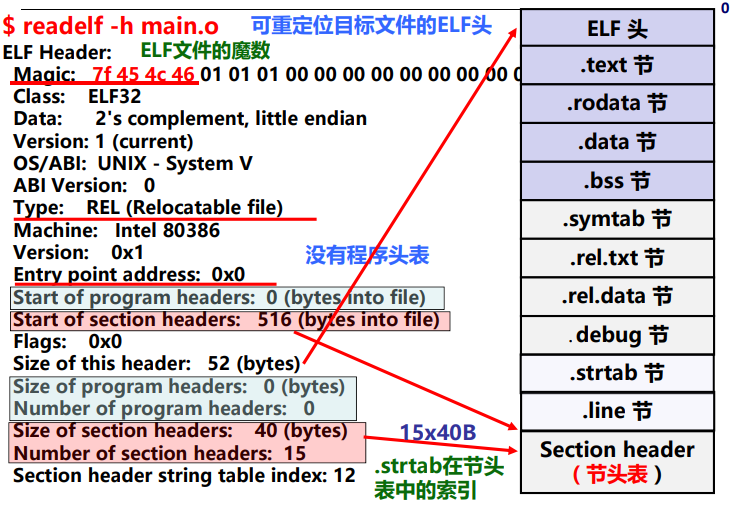 $ readelf -h main.o
可重定位目标文件的ELF头
ELF Header:
ELF文件的魔数
Magic: 7f 45 4c 46 01 01 01 00 00 00 00 00 00 00 00 0
Class: ELF32
Data: 2's complement, little endian
Version: 1 (current)
OS/ABI: UNIX - System V
ABI Version: 0
Type: REL (Relocatable file)
Machine: Intel 80386
Version: 0x1
没有程序头表
Entry point address: 0x0
Start of program headers: 0 (bytes into file)
Start of section headers: 516 (bytes into file)
Flags: 0x0
Size of this header: 52 (bytes)
Size of program headers: 0 (bytes)
Number of program headers: 0
Size of section headers: 40 (bytes)
15x40B
Number of section headers: 15
Section header string table index: 12
.strtab在节头
表中的索引
0
ELF 头
.text 节
.rodata 节
.data 节
.bss 节
.symtab 节
.rel.txt 节
.rel.data 节
.debug 节
.strtab 节
.line 节
Section header
（节头表）